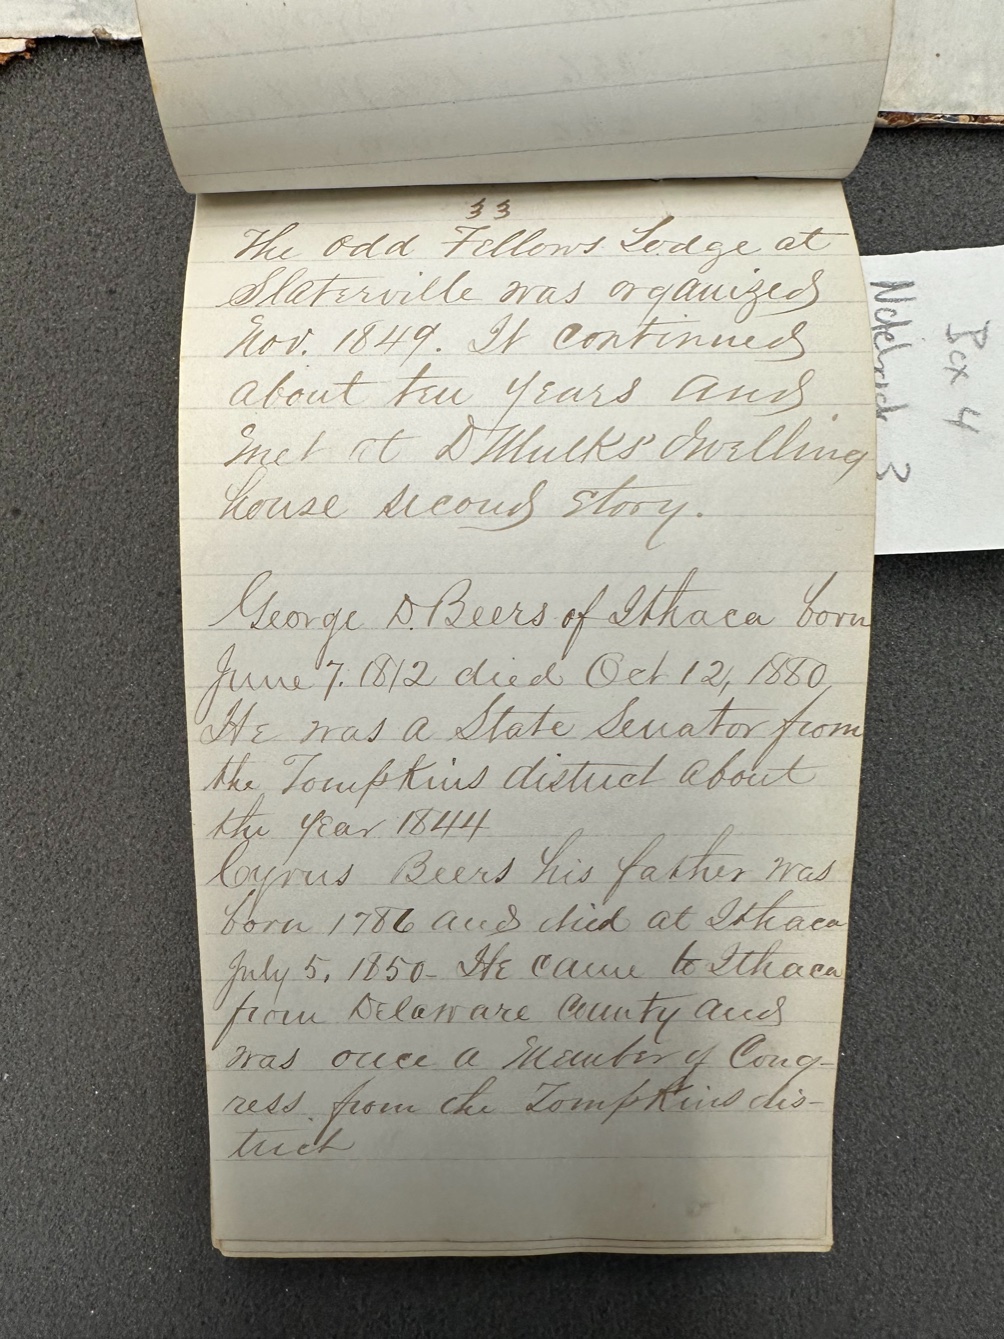 33
The Odd Fellows Lodge at
Slaterville was organized
Nov. 1849. It continued
about ten years and
met at D Mulks dwelling
house second story.
George D. Beers of Ithaca born
June 7. 1812 died Oct 12, 1880
He was a State Senator from
the Tompkins district about
the year 1844
Cyrus Beers his father was
born 1786 and died at Ithaca
July 5, 1850- He came to Ithaca
from Delaware County and
was once a Member of Cong-
ress from the Tompkins dis-
trict
Box 4
Notebook 3